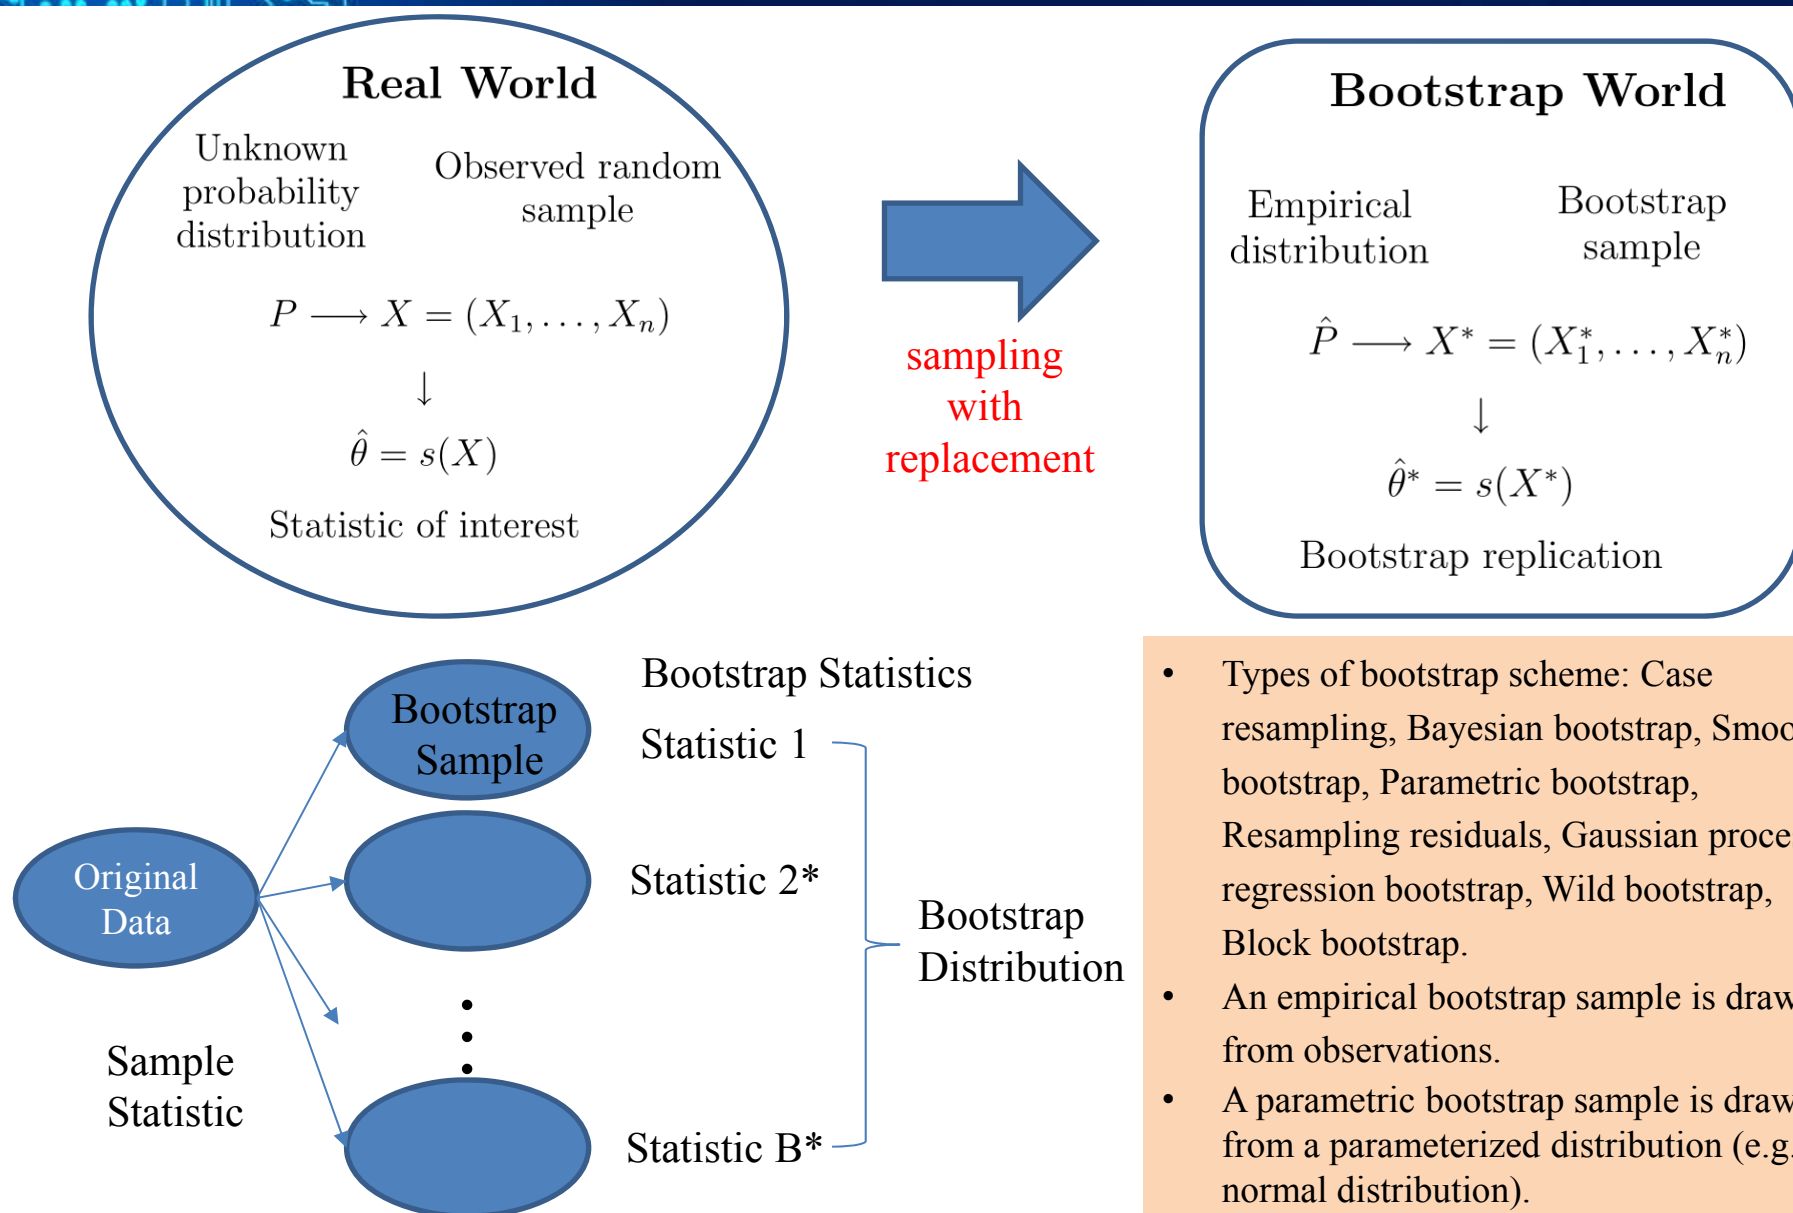 Real World
Unknown
probability
distribution
Observed random
sample
P ⟶ X = (X₁, . . . , Xₙ)
↓
θ̂ = s(X)
Statistic of interest
sampling
with
replacement
Bootstrap World
Empirical
distribution
Bootstrap
sample
P̂ ⟶ X* = (X₁*, . . . , Xₙ*)
↓
θ̂* = s(X*)
Bootstrap replication
Original
Data
Sample
Statistic
Bootstrap
Sample
Bootstrap Statistics
Statistic 1
Statistic 2*
Statistic B*
Bootstrap
Distribution
• Types of bootstrap scheme: Case
resampling, Bayesian bootstrap,
bootstrap, Parametric bootstrap,
Resampling residuals, Gaussian
regression bootstrap, Wild bootstrap,
Block bootstrap.
• An empirical bootstrap sample is
from observations.
• A parametric bootstrap sample is
from a parameterized distribution (e.g.
normal distribution).